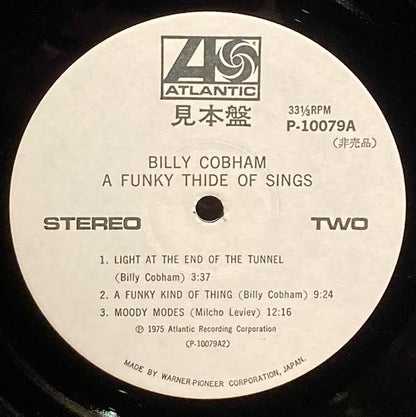 ATLANTIC
見本盤
33⅓RPM
P-10079A
(非売品)
BILLY COBHAM
A FUNKY THIDE OF SINGS
STEREO TWO
1. LIGHT AT THE END OF THE TUNNEL
(Billy Cobham) 3:37
2. A FUNKY KIND OF THING (Billy Cobham) 9:24
3. MOODY MODES (Milcho Leviev) 12:16
Ⓟ 1975 Atlantic Recording Corporation
(P-10079A2)
MADE BY WARNER-PIONEER CORPORATION, JAPAN.